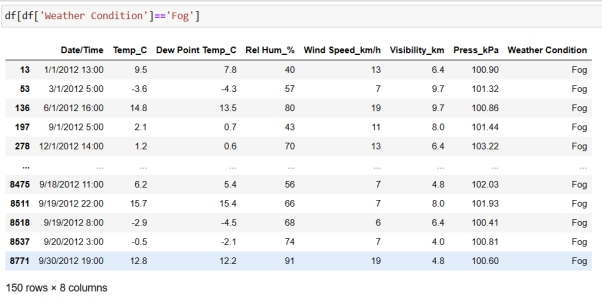 df[df['Weather Condition']=='Fog']
Date/Time Temp_C Dew Point Temp_C Rel Hum_% Wind Speed_km/h Visibility_km Press_kPa Weather Condition
13 1/1/2012 13:00 9.5 7.8 40 13 6.4 100.90 Fog
53 3/1/2012 5:00 -3.6 -4.3 57 7 9.7 101.32 Fog
136 6/1/2012 16:00 14.8 13.5 80 19 9.7 100.86 Fog
197 9/1/2012 5:00 2.1 0.7 43 11 8.0 101.44 Fog
278 12/1/2012 14:00 1.2 0.6 70 13 6.4 103.22 Fog
... ... ... ... ... ... ... ... ...
8475 9/18/2012 11:00 6.2 5.4 56 7 4.8 102.03 Fog
8511 9/19/2012 22:00 15.7 15.4 66 7 8.0 101.93 Fog
8518 9/19/2012 8:00 -2.9 -4.5 68 6 6.4 100.41 Fog
8537 9/20/2012 3:00 -0.5 -2.1 74 7 4.0 100.81 Fog
8771 9/30/2012 19:00 12.8 12.2 91 19 4.8 100.60 Fog
150 rows × 8 columns